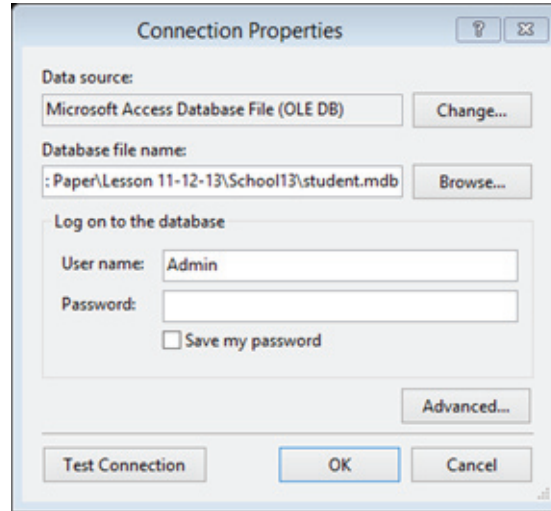 Connection Properties
Data source:
Microsoft Access Database File (OLE DB)
Change...
Database file name:
: Paper\Lesson 11-12-13\School13\student.mdb
Browse...
Log on to the database
User name:
Admin
Password:
Save my password
Advanced...
Test Connection
OK
Cancel